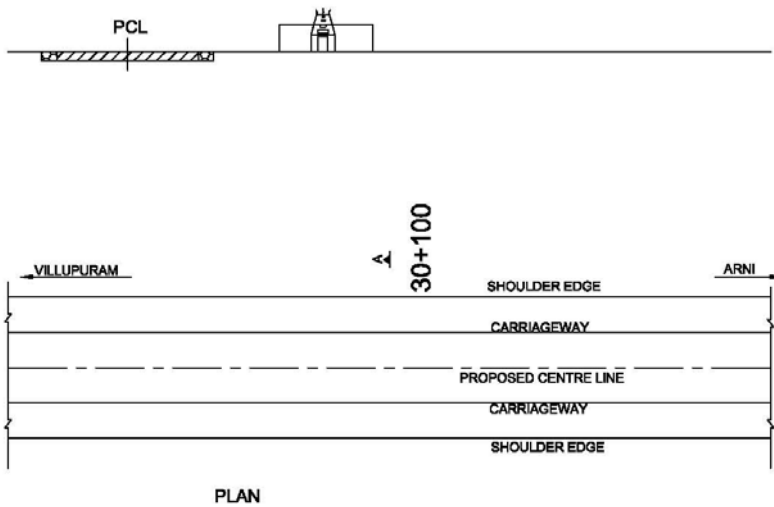 PCL
30+100
A
VILLUPURAM
ARNI
SHOULDER EDGE
CARRIAGEWAY
PROPOSED CENTRE LINE
CARRIAGEWAY
SHOULDER EDGE
PLAN